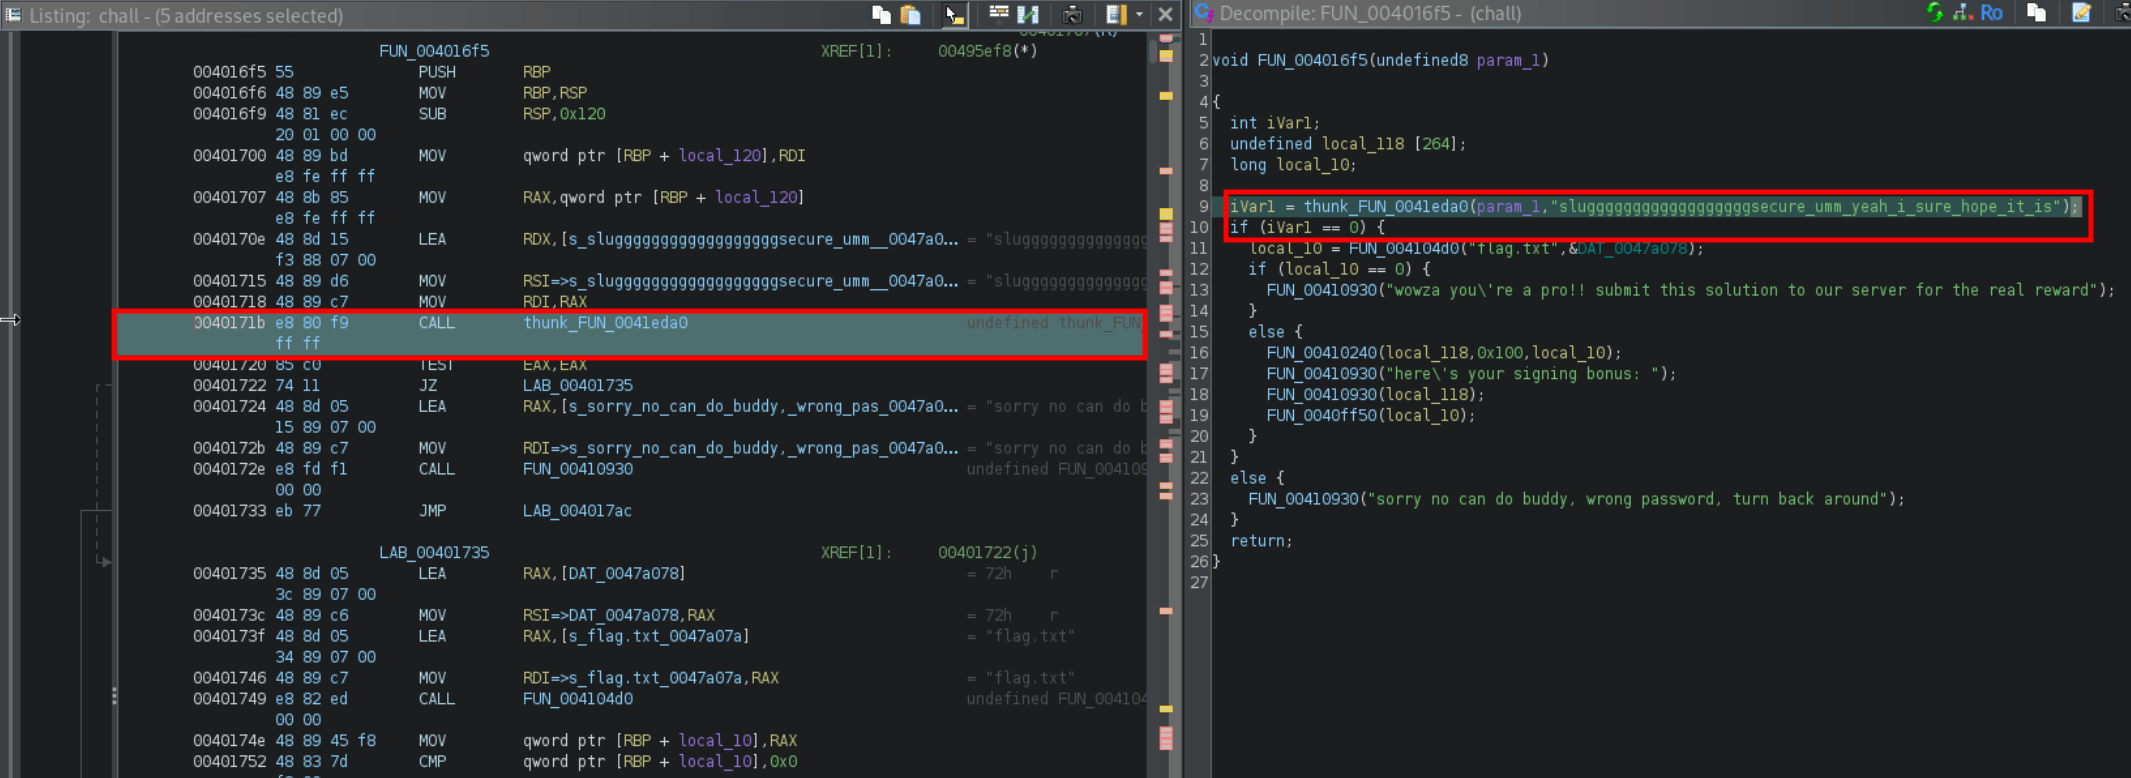 Listing: chall - (5 addresses selected)
FUN_004016f5 XREF[1]: 00495ef8(*)
004016f5 55 PUSH RBP
004016f6 48 89 e5 MOV RBP,RSP
004016f9 48 81 ec SUB RSP,0x120
20 01 00 00
00401700 48 89 bd MOV qword ptr [RBP + local_120],RDI
e8 fe ff ff
00401707 48 8b 85 MOV RAX,qword ptr [RBP + local_120]
e8 fe ff ff
0040170e 48 8d 15 LEA RDX,[s_slugggggggggggggggggggsecure_umm__0047a0... = "sluggggggggggggg
f3 88 07 00
00401715 48 89 d6 MOV RSI=>s_slugggggggggggggggggggsecure_umm__0047a0... = "sluggggggggggggg
00401718 48 89 c7 MOV RDI,RAX
0040171b e8 80 f9 CALL thunk_FUN_0041eda0 undefined thunk_FUN_
ff ff
00401720 85 c0 TEST EAX,EAX
00401722 74 11 JZ LAB_00401735
00401724 48 8d 05 LEA RAX,[s_sorry_no_can_do_buddy,_wrong_pas_0047a0... = "sorry no can do b
15 89 07 00
0040172b 48 89 c7 MOV RDI=>s_sorry_no_can_do_buddy,_wrong_pas_0047a0... = "sorry no can do b
0040172e e8 fd f1 CALL FUN_00410930 undefined FUN_004109
00 00
00401733 eb 77 JMP LAB_004017ac
LAB_00401735 XREF[1]: 00401722(j)
00401735 48 8d 05 LEA RAX,[DAT_0047a078] = 72h r
3c 89 07 00
0040173c 48 89 c6 MOV RSI=>DAT_0047a078,RAX = 72h r
0040173f 48 8d 05 LEA RAX,[s_flag.txt_0047a07a] = "flag.txt"
34 89 07 00
00401746 48 89 c7 MOV RDI=>s_flag.txt_0047a07a,RAX = "flag.txt"
00401749 e8 82 ed CALL FUN_004104d0 undefined FUN_004104
00 00
0040174e 48 89 45 f8 MOV qword ptr [RBP + local_10],RAX
00401752 48 83 7d CMP qword ptr [RBP + local_10],0x0
Decompile: FUN_004016f5 - (chall)
Ro
1
2 void FUN_004016f5(undefined8 param_1)
3
4 {
5 int iVar1;
6 undefined local_118 [264];
7 long local_10;
8
9 iVar1 = thunk_FUN_0041eda0(param_1,"slugggggggggggggggggggsecure_umm_yeah_i_sure_hope_it_is");
10 if (iVar1 == 0) {
11 local_10 = FUN_004104d0("flag.txt",&DAT_0047a078);
12 if (local_10 == 0) {
13 FUN_00410930("wowza you\'re a pro!! submit this solution to our server for the real reward");
14 }
15 else {
16 FUN_00410240(local_118,0x100,local_10);
17 FUN_00410930("here\'s your signing bonus: ");
18 FUN_00410930(local_118);
19 FUN_0040ff50(local_10);
20 }
21 }
22 else {
23 FUN_00410930("sorry no can do buddy, wrong password, turn back around");
24 }
25 return;
26 }
27